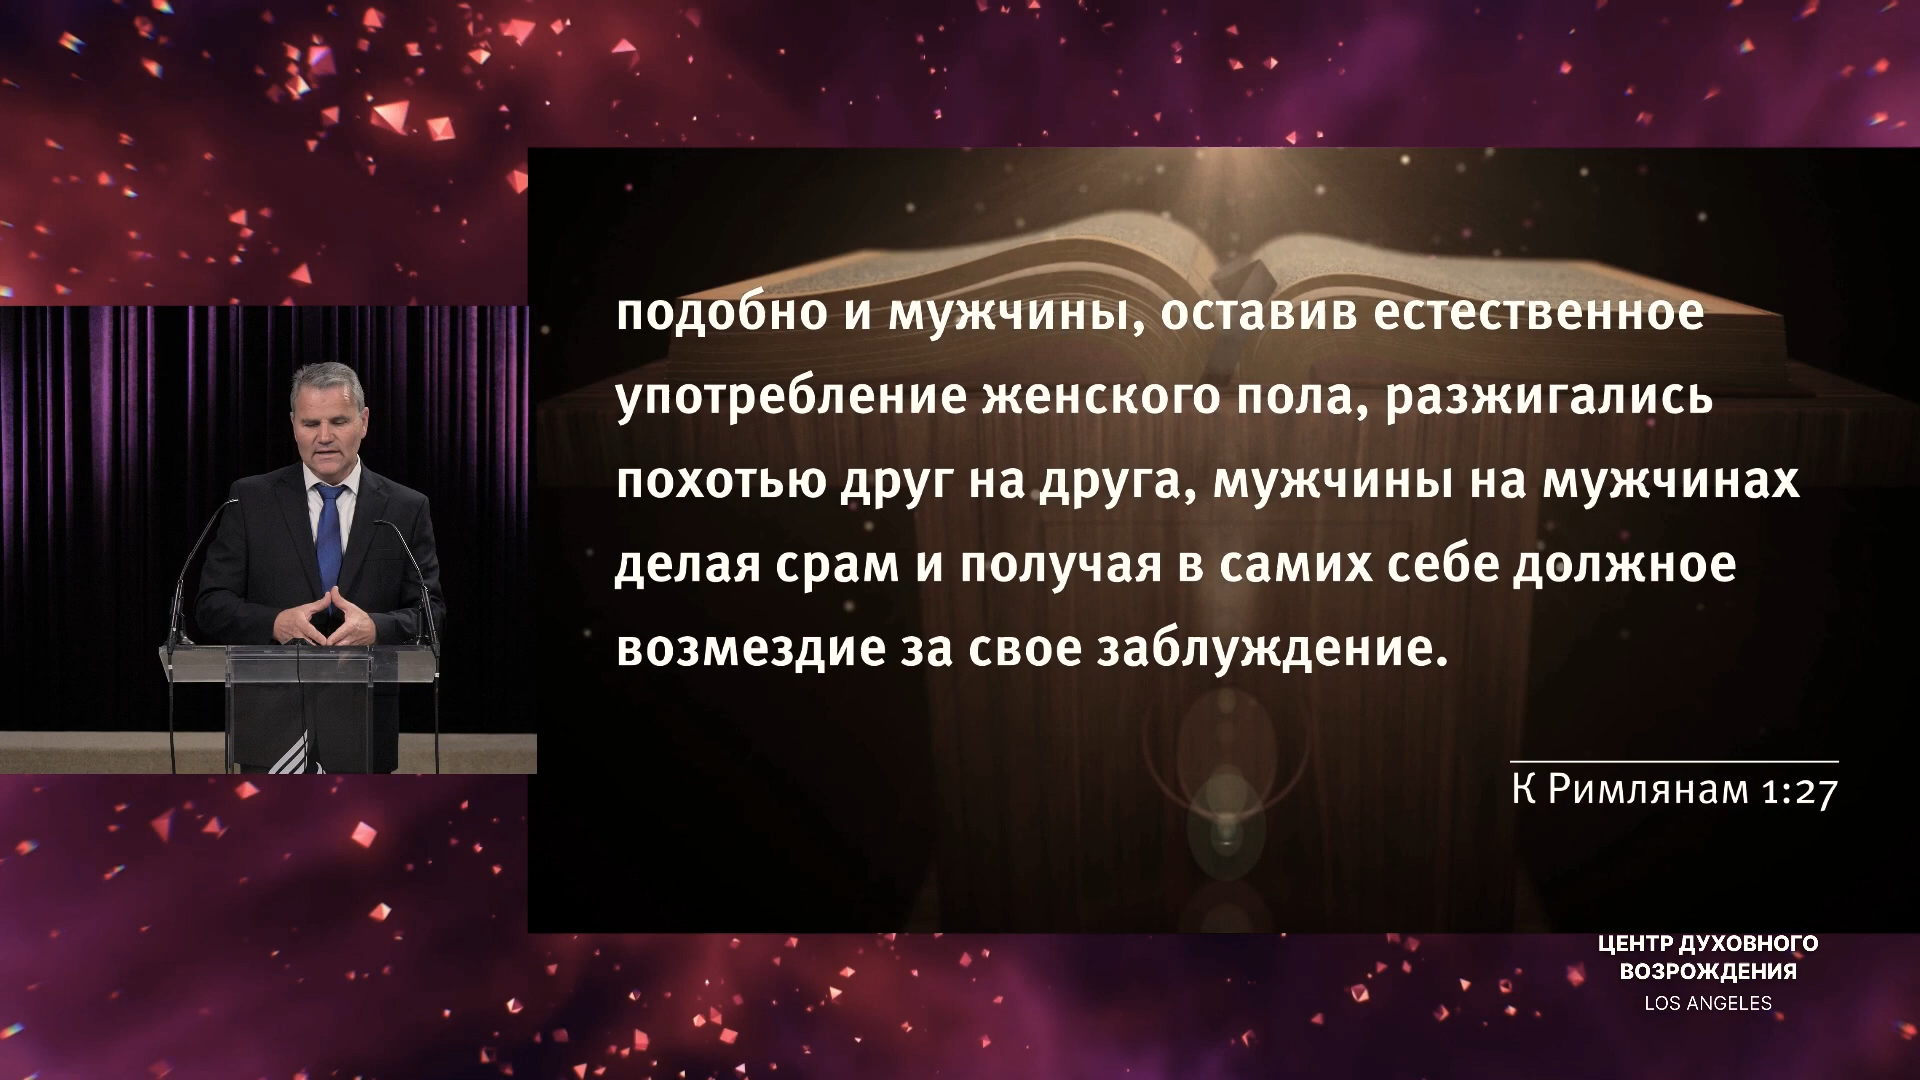 подобно и мужчины, оставив естественное
употребление женского пола, разжигались
похотью друг на друга, мужчины на мужчинах
делая срам и получая в самих себе должное
возмездие за свое заблуждение.
К Римлянам 1:27
ЦЕНТР ДУХОВНОГО
ВОЗРОЖДЕНИЯ
LOS ANGELES